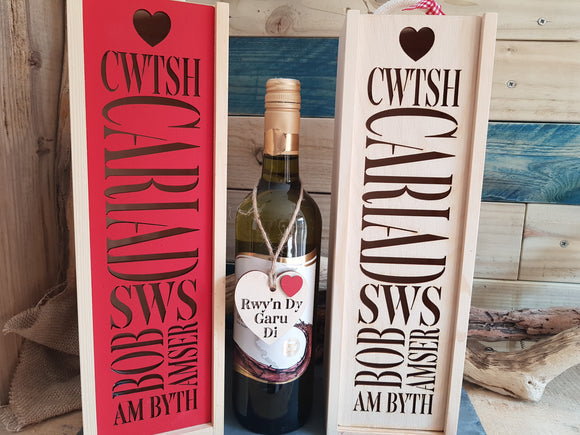 CWTSH
CARIAD
SWS
BOB
AMSER
AM BYTH
Rwy'n Dy
Garu
Di
CWTSH
CARIAD
SWS
BOB
AMSER
AM BYTH